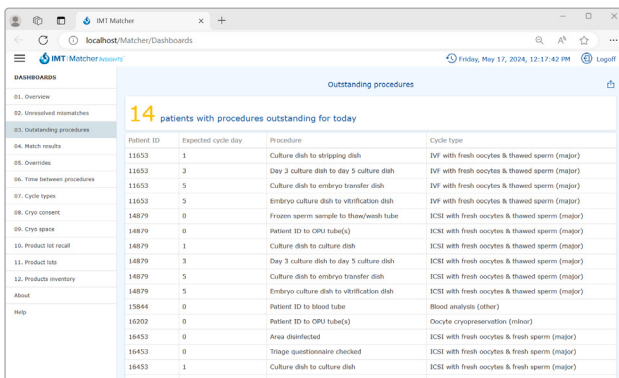 IMT Matcher
localhost/Matcher/Dashboards
IMT|Matcher INSIGHTS
Friday, May 17, 2024, 12:17:42 PM
Logoff
DASHBOARDS
01. Overview
02. Unresolved mismatches
03. Outstanding procedures
04. Match results
05. Overrides
06. Time between procedures
07. Cycle types
08. Cryo consent
09. Cryo space
10. Product lot recall
11. Product lots
12. Products inventory
About
Help
Outstanding procedures
14 patients with procedures outstanding for today
Patient ID Expected cycle day Procedure Cycle type
11653 1 Culture dish to stripping dish IVF with fresh oocytes & thawed sperm (major)
11653 3 Day 3 culture dish to day 5 culture dish IVF with fresh oocytes & thawed sperm (major)
11653 5 Culture dish to embryo transfer dish IVF with fresh oocytes & thawed sperm (major)
11653 5 Embryo culture dish to vitrification dish IVF with fresh oocytes & thawed sperm (major)
14879 0 Frozen sperm sample to thaw/wash tube ICSI with fresh oocytes & thawed sperm (major)
14879 0 Patient ID to OPU tube(s) ICSI with fresh oocytes & thawed sperm (major)
14879 1 Culture dish to culture dish ICSI with fresh oocytes & thawed sperm (major)
14879 3 Day 3 culture dish to day 5 culture dish ICSI with fresh oocytes & thawed sperm (major)
14879 5 Culture dish to embryo transfer dish ICSI with fresh oocytes & thawed sperm (major)
14879 5 Embryo culture dish to vitrification dish ICSI with fresh oocytes & thawed sperm (major)
15844 0 Patient ID to blood tube Blood analysis (other)
16202 0 Patient ID to OPU tube(s) Oocyte cryopreservation (minor)
16453 0 Area disinfected ICSI with fresh oocytes & fresh sperm (major)
16453 0 Triage questionnaire checked ICSI with fresh oocytes & fresh sperm (major)
16453 1 Culture dish to culture dish ICSI with fresh oocytes & fresh sperm (major)